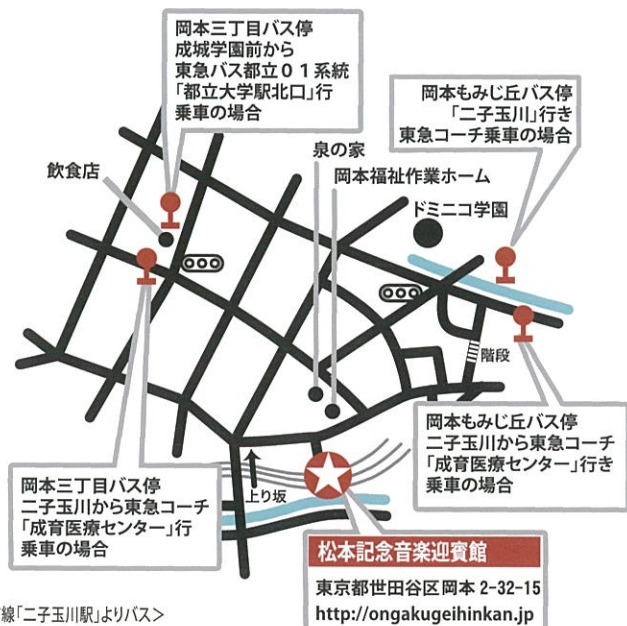 岡本三丁目バス停
成城学園前から
東急バス都立01系統
「都立大学駅北口」行
乗車の場合
岡本もみじ丘バス停
「二子玉川」行き
東急コーチ乗車の場合
飲食店
泉の家
岡本福祉作業ホーム
ドミニコ学園
階段
岡本もみじ丘バス停
二子玉川から東急コーチ
「成育医療センター」行き
乗車の場合
岡本三丁目バス停
二子玉川から東急コーチ
「成育医療センター」行
乗車の場合
上り坂
松本記念音楽迎賓館
東京都世田谷区岡本 2-32-15
http://ongakugeihinkan.jp
線「二子玉川駅」よりバス>